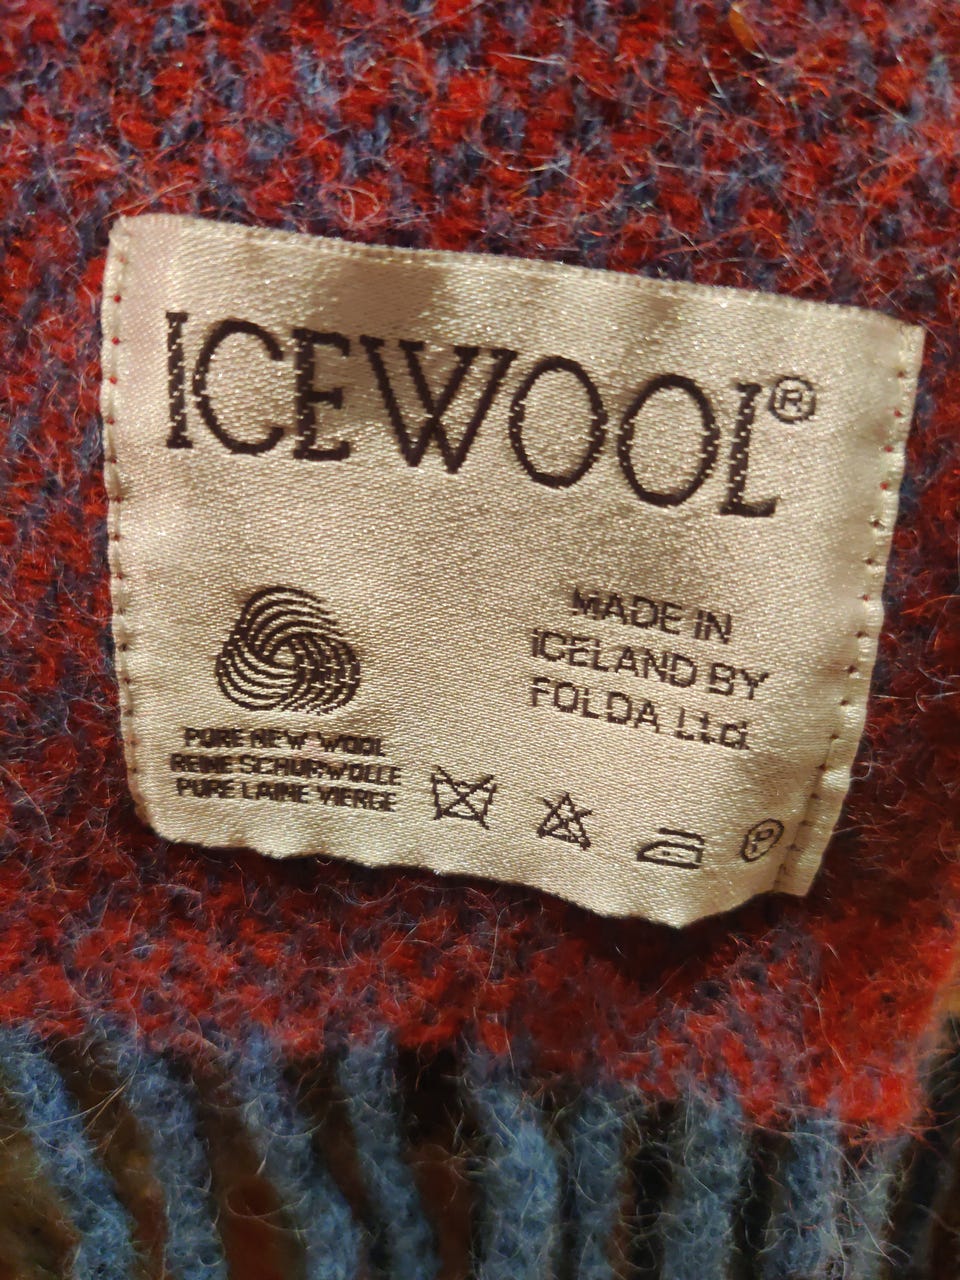 ICEWOOL®
MADE IN
ICELAND BY
FOLDA Ltd.
PURE NEW WOOL
REINE SCHURWOLLE
PURE LAINE VIERGE
P